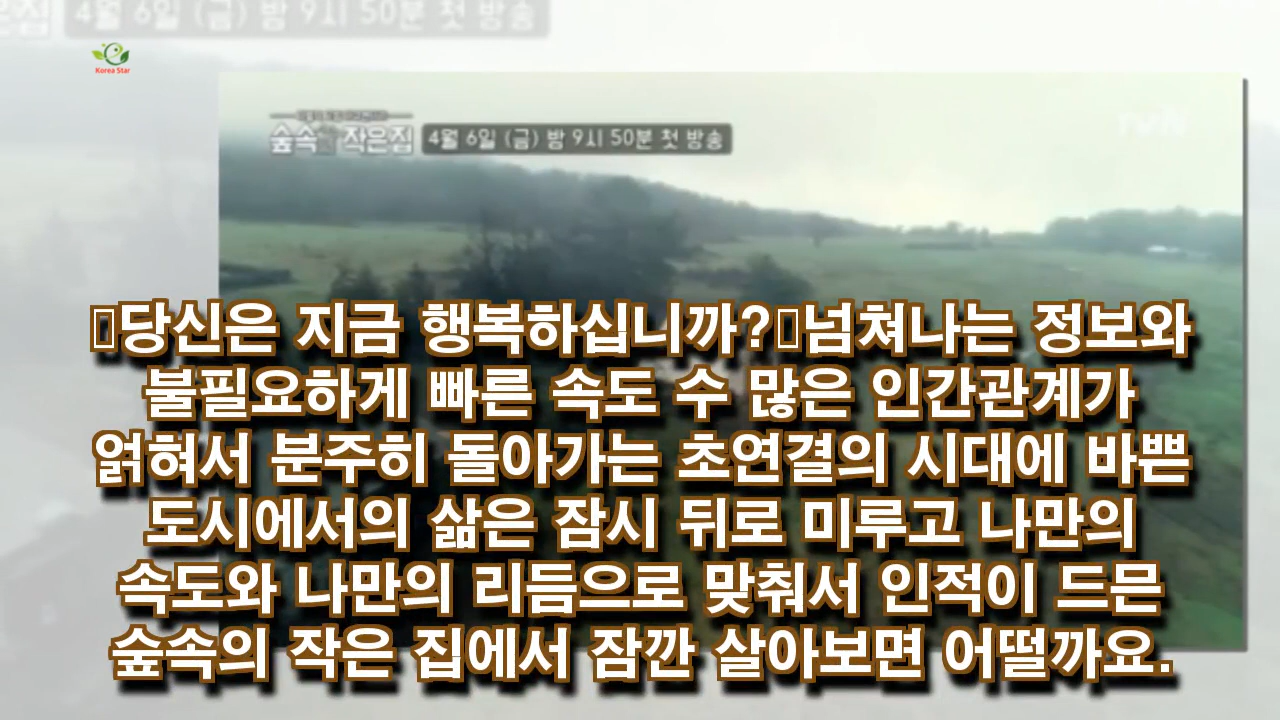 4월 6일 (금) 밤 9시 50분 첫 방송
Korea Star
숲속의 작은집
4월 6일 (금) 밤 9시 50분 첫 방송
tvN
당신은 지금 행복하십니까?넘쳐나는 정보와
불필요하게 빠른 속도 수 많은 인간관계가
얽혀서 분주히 돌아가는 초연결의 시대에 바쁜
도시에서의 삶은 잠시 뒤로 미루고 나만의
속도와 나만의 리듬으로 맞춰서 인적이 드믄
숲속의 작은 집에서 잠깐 살아보면 어떨까요.